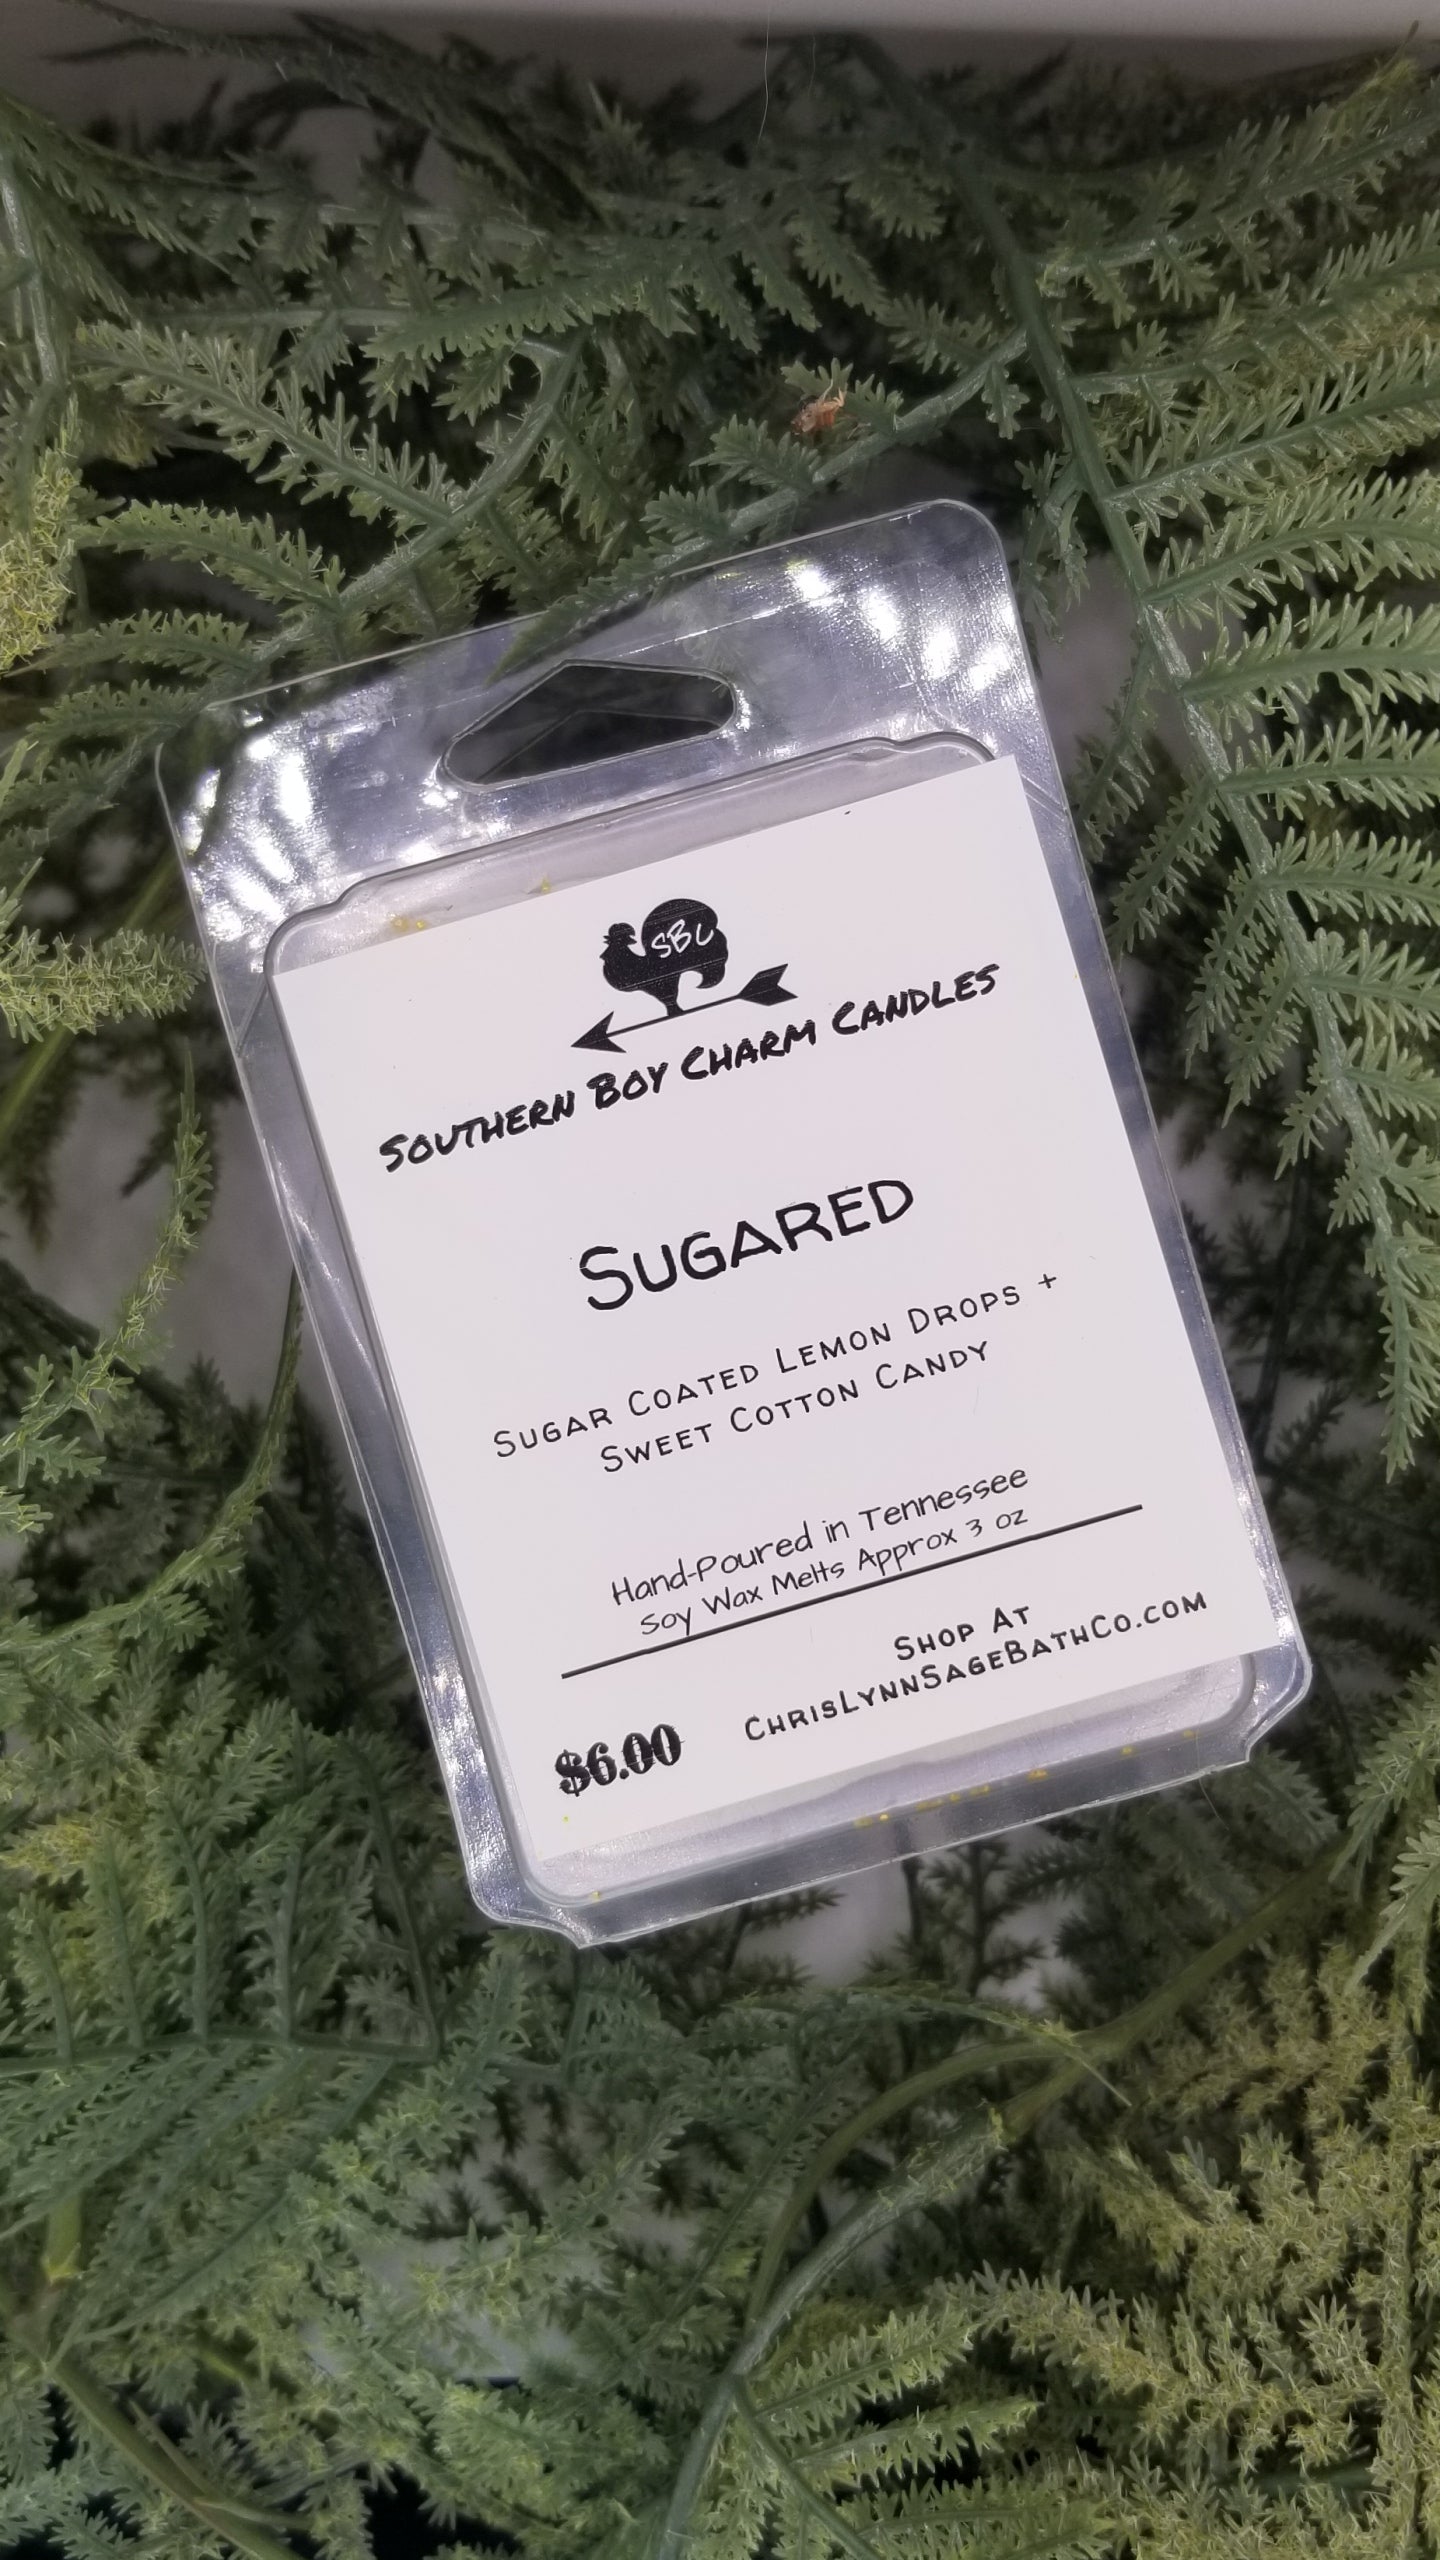 SBC
Southern Boy Charm Candles
Sugared
Sugar Coated Lemon Drops +
Sweet Cotton Candy
Hand-Poured in Tennessee
Soy Wax Melts Approx 3 oz
Shop At
$6.00 ChrisLynnSageBathCo.com